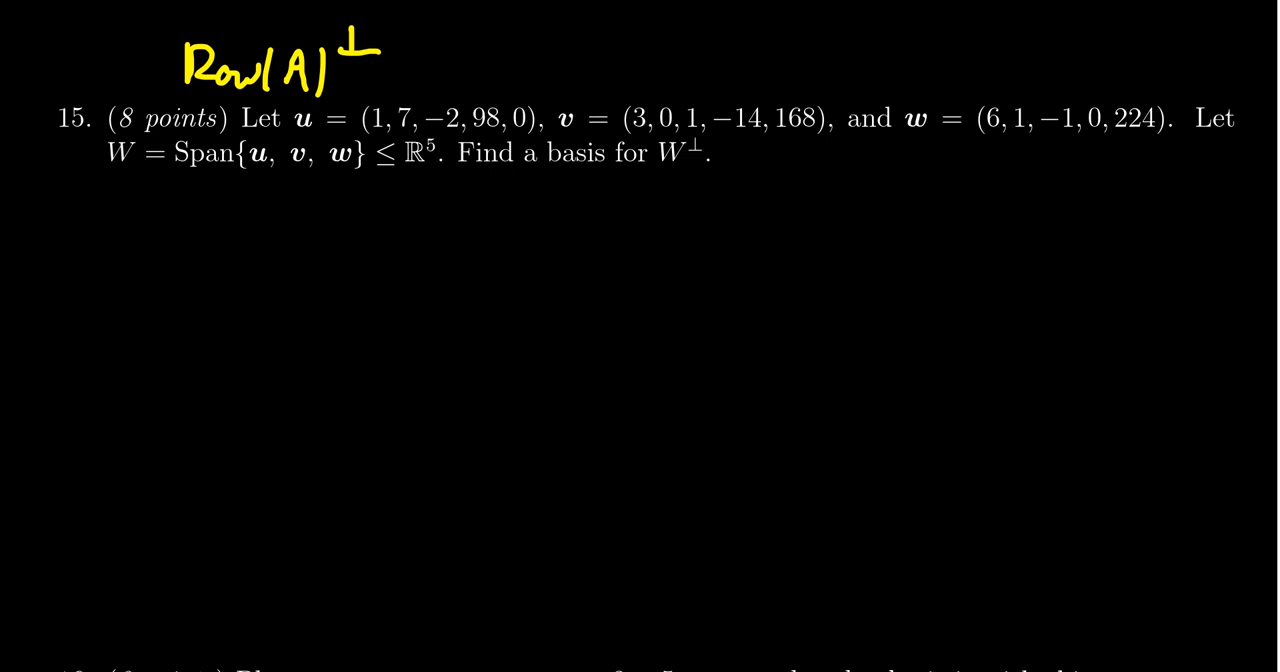 Row(A)⊥
15. (8 points) Let u = (1, 7, −2, 98, 0), v = (3, 0, 1, −14, 168), and w = (6, 1, −1, 0, 224). Let
W = Span{u, v, w} ≤ ℝ⁵. Find a basis for W⊥.